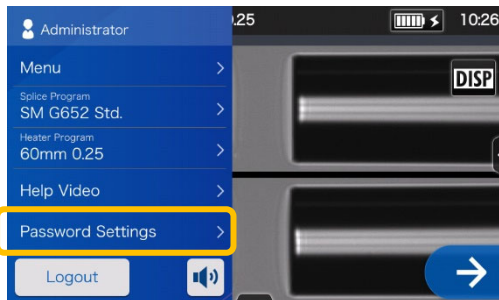 Administrator
.25
10:26
Menu
Splice Program
SM G652 Std.
Heater Program
60mm 0.25
Help Video
Password Settings
Logout
DISP